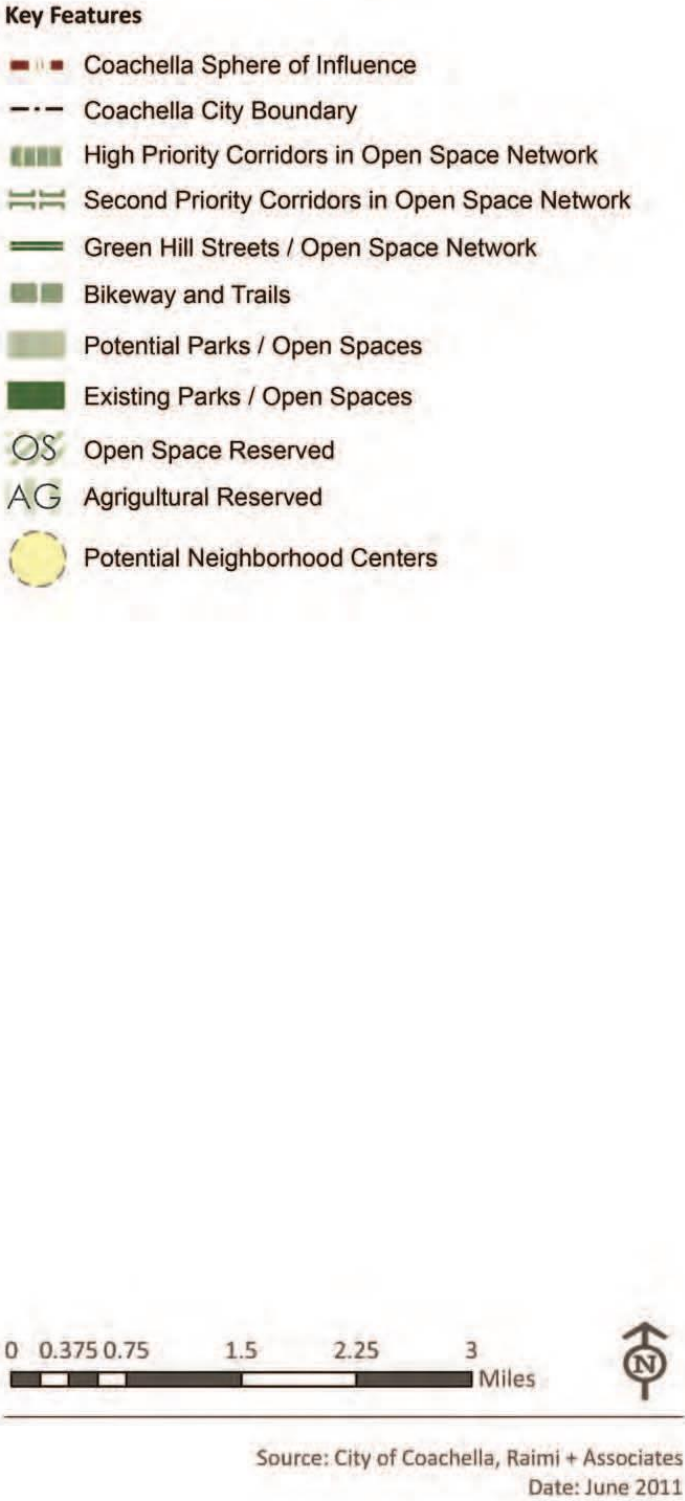 Key Features
Coachella Sphere of Influence
Coachella City Boundary
High Priority Corridors in Open Space Network
Second Priority Corridors in Open Space Network
Green Hill Streets / Open Space Network
Bikeway and Trails
Potential Parks / Open Spaces
Existing Parks / Open Spaces
OS Open Space Reserved
AG Agrigultural Reserved
Potential Neighborhood Centers
0 0.375 0.75 1.5 2.25 3
Miles
N
Source: City of Coachella, Raimi + Associates
Date: June 2011